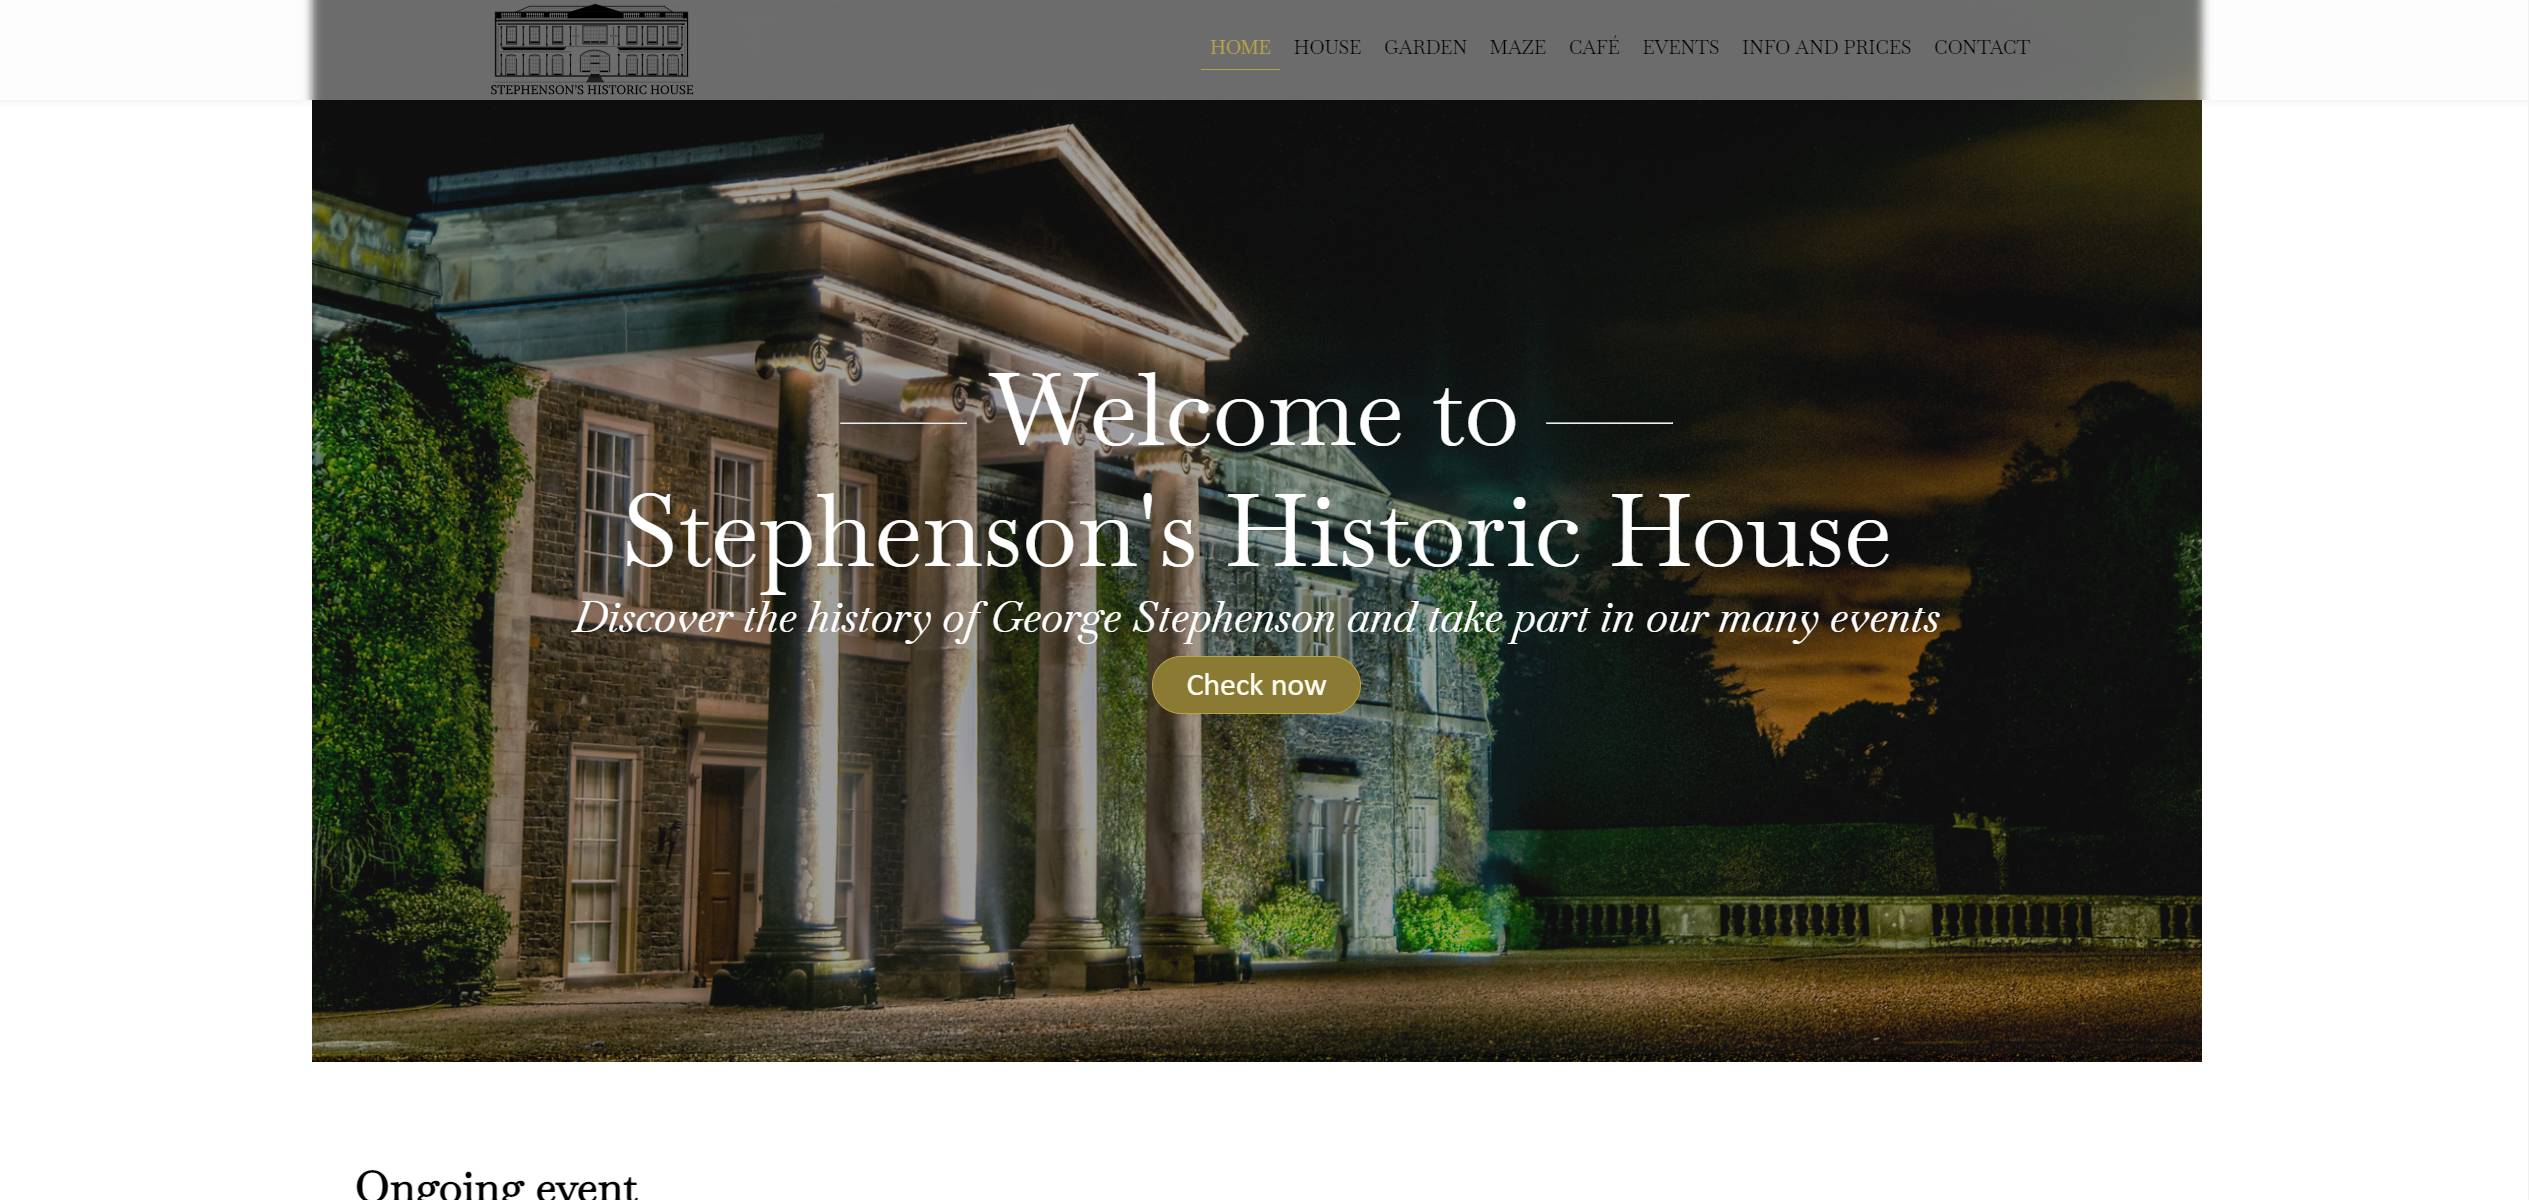 STEPHENSON'S HISTORIC HOUSE
HOME HOUSE GARDEN MAZE CAFÉ EVENTS INFO AND PRICES CONTACT
Welcome to
Stephenson's Historic House
Discover the history of George Stephenson and take part in our many events
Check now
Ongoing event